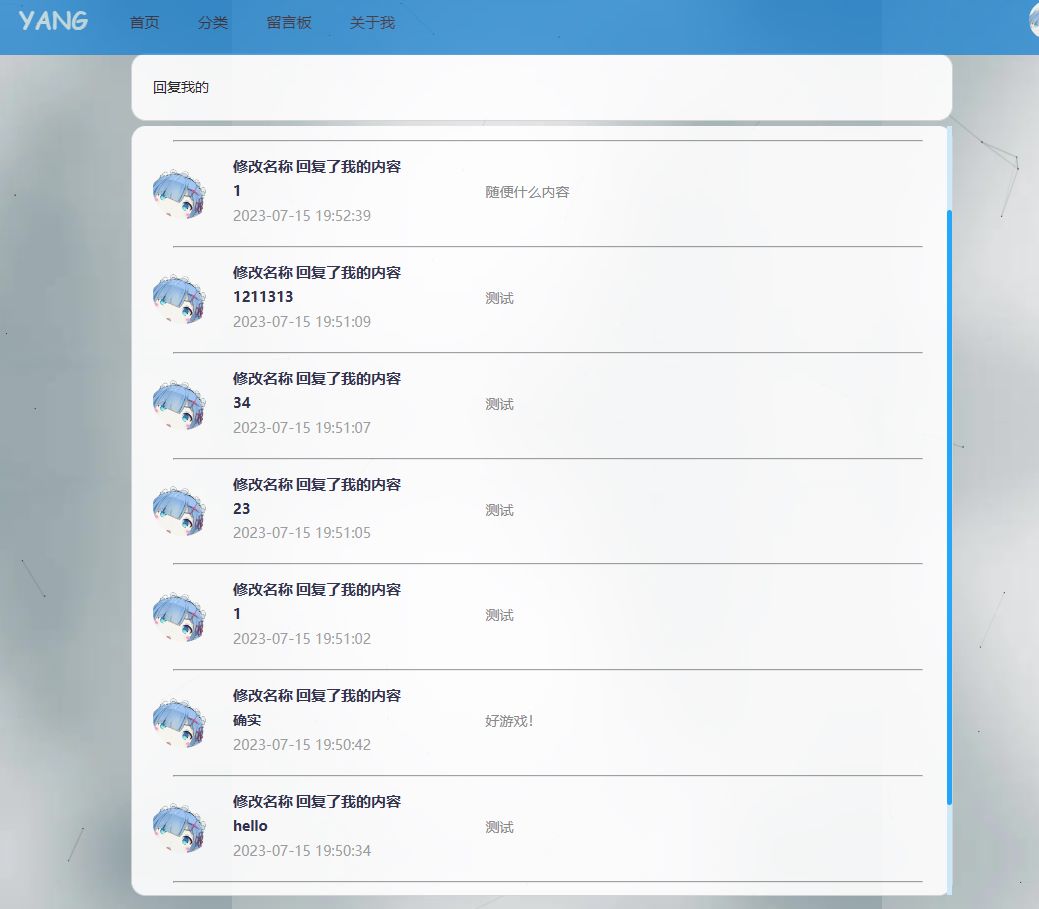 YANG 首页 分类 留言板 关于我
回复我的
修改名称 回复了我的内容
1
随便什么内容
2023-07-15 19:52:39
修改名称 回复了我的内容
1211313
测试
2023-07-15 19:51:09
修改名称 回复了我的内容
34
测试
2023-07-15 19:51:07
修改名称 回复了我的内容
23
测试
2023-07-15 19:51:05
修改名称 回复了我的内容
1
测试
2023-07-15 19:51:02
修改名称 回复了我的内容
确实
好游戏!
2023-07-15 19:50:42
修改名称 回复了我的内容
hello
测试
2023-07-15 19:50:34